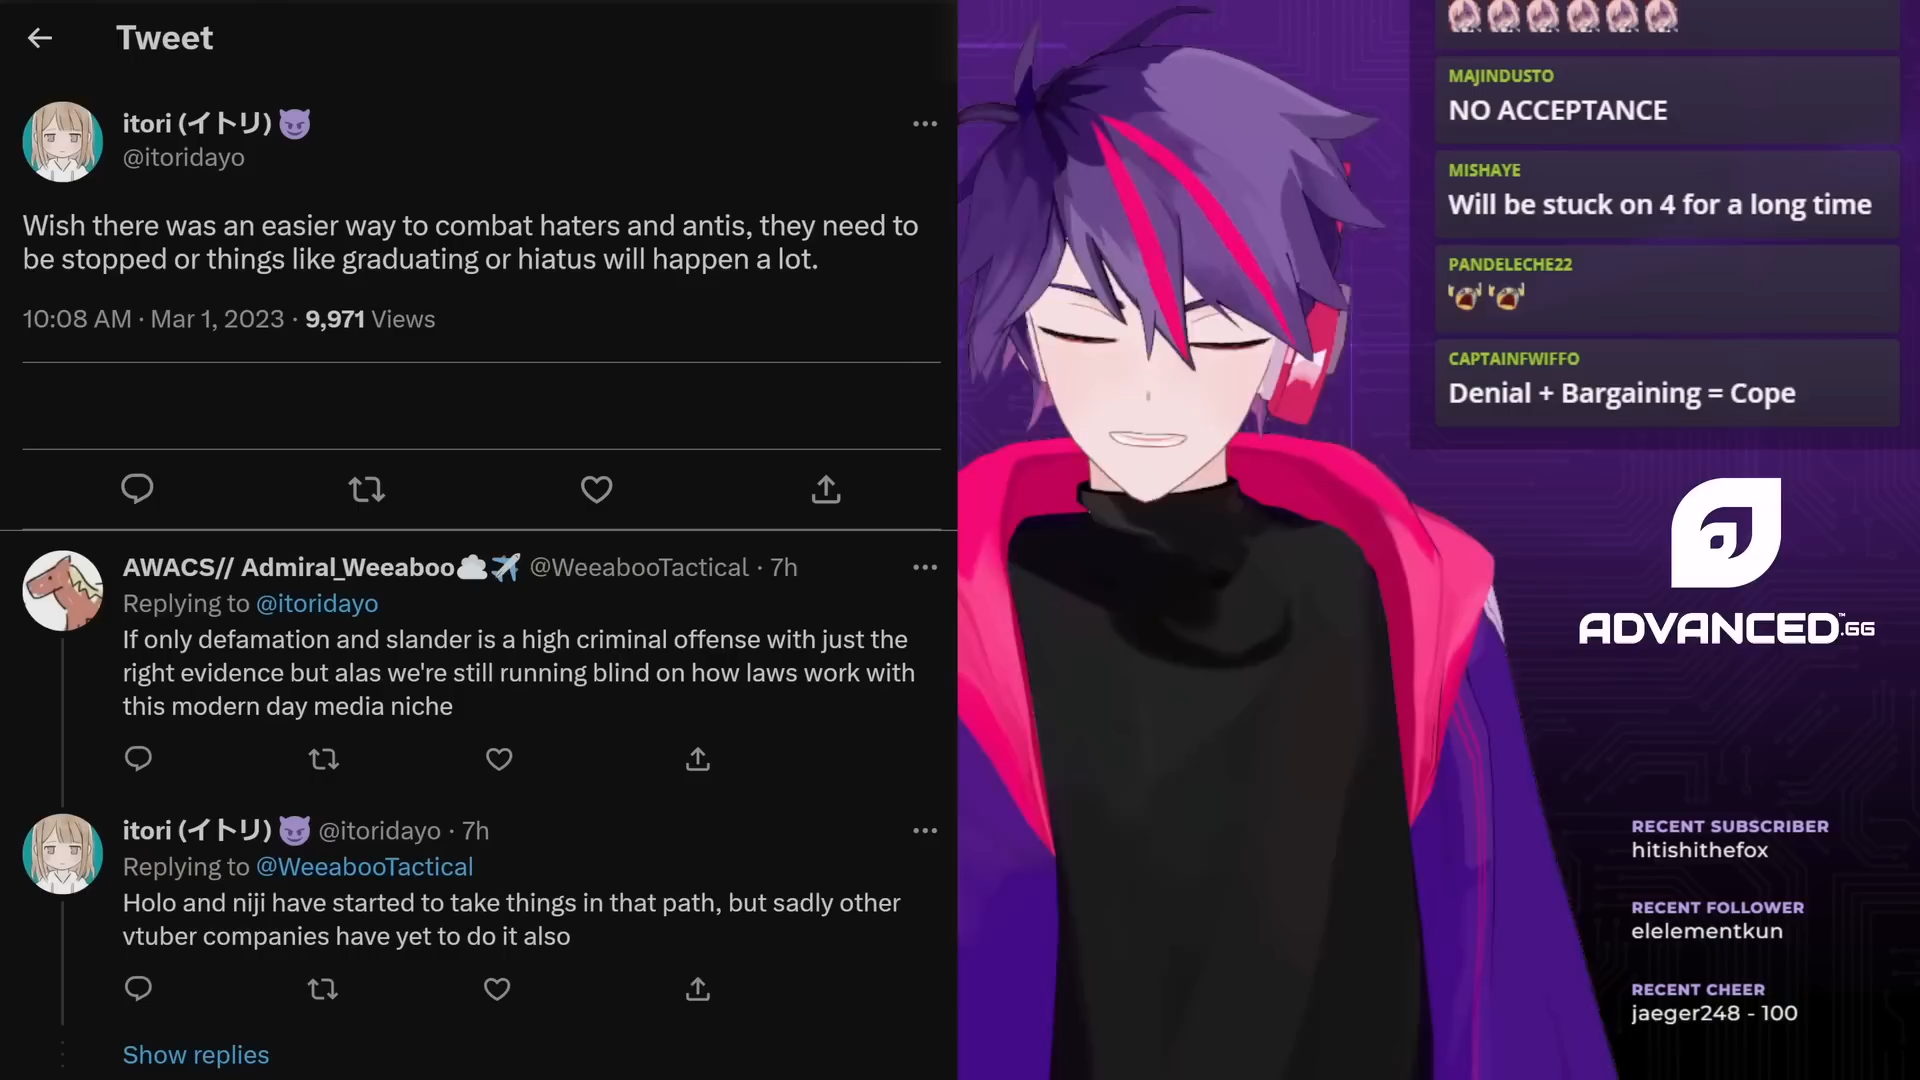 Tweet
itori (イトリ)😈
@itoridayo
Wish there was an easier way to combat haters and antis, they need to
be stopped or things like graduating or hiatus will happen a lot.
10:08 AM · Mar 1, 2023 · 9,971 Views
AWACS// Admiral_Weeaboo☁️✈️ @WeeabooTactical · 7h
Replying to @itoridayo
If only defamation and slander is a high criminal offense with just the
right evidence but alas we're still running blind on how laws work with
this modern day media niche
itori (イトリ)😈 @itoridayo · 7h
Replying to @WeeabooTactical
Holo and niji have started to take things in that path, but sadly other
vtuber companies have yet to do it also
Show replies
MAJINDUSTO
NO ACCEPTANCE
MISHAYE
Will be stuck on 4 for a long time
PANDELECHE22
CAPTAINFWIFFO
Denial + Bargaining = Cope
ADVANCED™.GG
RECENT SUBSCRIBER
hitishithefox
RECENT FOLLOWER
elelementkun
RECENT CHEER
jaeger248 - 100